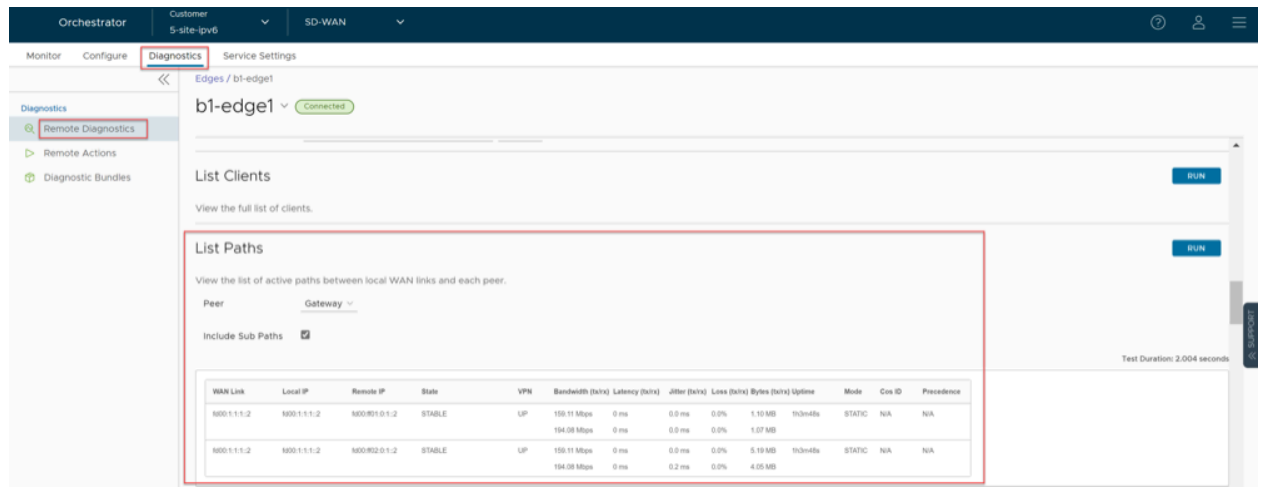 Orchestrator
Customer
5-site-ipv6
SD-WAN
Monitor Configure Diagnostics Service Settings
Edges / b1-edge1
Diagnostics
b1-edge1 Connected
Remote Diagnostics
Remote Actions
Diagnostic Bundles
List Clients
RUN
View the full list of clients.
List Paths
RUN
View the list of active paths between local WAN links and each peer.
Peer Gateway
Include Sub Paths
SUPPORT
Test Duration: 2.004 seconds
WAN Link Local IP Remote IP State VPN Bandwidth (tx/rx) Latency (tx/rx) Jitter (tx/rx) Loss (tx/rx) Bytes (tx/rx) Uptime Mode Cos ID Precedence
fd00:1:1:1::2 fd00:1:1:1::2 fd00:ff01:0:1::2 STABLE UP 159.11 Mbps 0 ms 0.0 ms 0.0% 1.10 MB 1h3m48s STATIC N/A N/A
194.08 Mbps 0 ms 0.0 ms 0.0% 1.07 MB
fd00:1:1:1::2 fd00:1:1:1::2 fd00:ff02:0:1::2 STABLE UP 159.11 Mbps 0 ms 0.0 ms 0.0% 5.19 MB 1h3m48s STATIC N/A N/A
194.08 Mbps 0 ms 0.2 ms 0.0% 4.05 MB